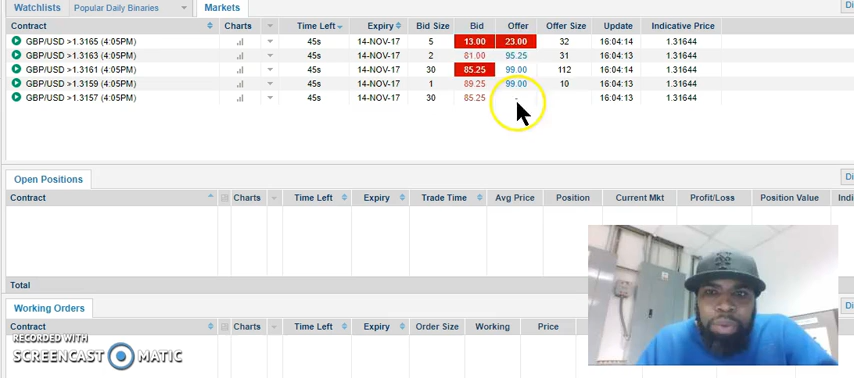 Watchlists Popular Daily Binaries Markets Di
Contract Charts Time Left Expiry Bid Size Bid Offer Offer Size Update Indicative Price
GBP/USD >1.3165 (4:05PM) 45s 14-NOV-17 5 13.00 23.00 32 16:04:14 1.31644
GBP/USD >1.3163 (4:05PM) 45s 14-NOV-17 2 81.00 95.25 31 16:04:13 1.31644
GBP/USD >1.3161 (4:05PM) 45s 14-NOV-17 30 85.25 99.00 112 16:04:14 1.31644
GBP/USD >1.3159 (4:05PM) 45s 14-NOV-17 1 89.25 99.00 10 16:04:13 1.31644
GBP/USD >1.3157 (4:05PM) 45s 14-NOV-17 30 85.25 - 16:04:13 1.31644
Open Positions Di
Contract Charts Time Left Expiry Trade Time Avg Price Position Current Mkt Profit/Loss Position Value Indi
Total
Working Orders Di
Contract Charts Time Left Expiry Order Size Working Price
RECORDED WITH
SCREENCAST MATIC